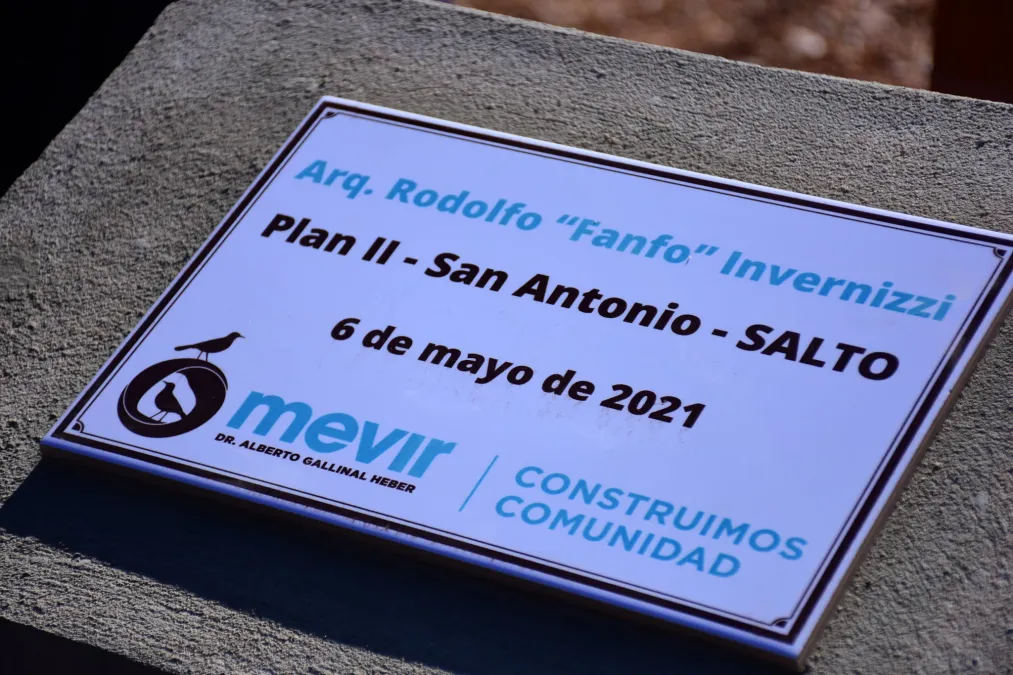 Arq. Rodolfo “Fanfo” Invernizzi
Plan II - San Antonio - SALTO
6 de mayo de 2021
mevir
DR. ALBERTO GALLINAL HEBER
CONSTRUIMOS
COMUNIDAD